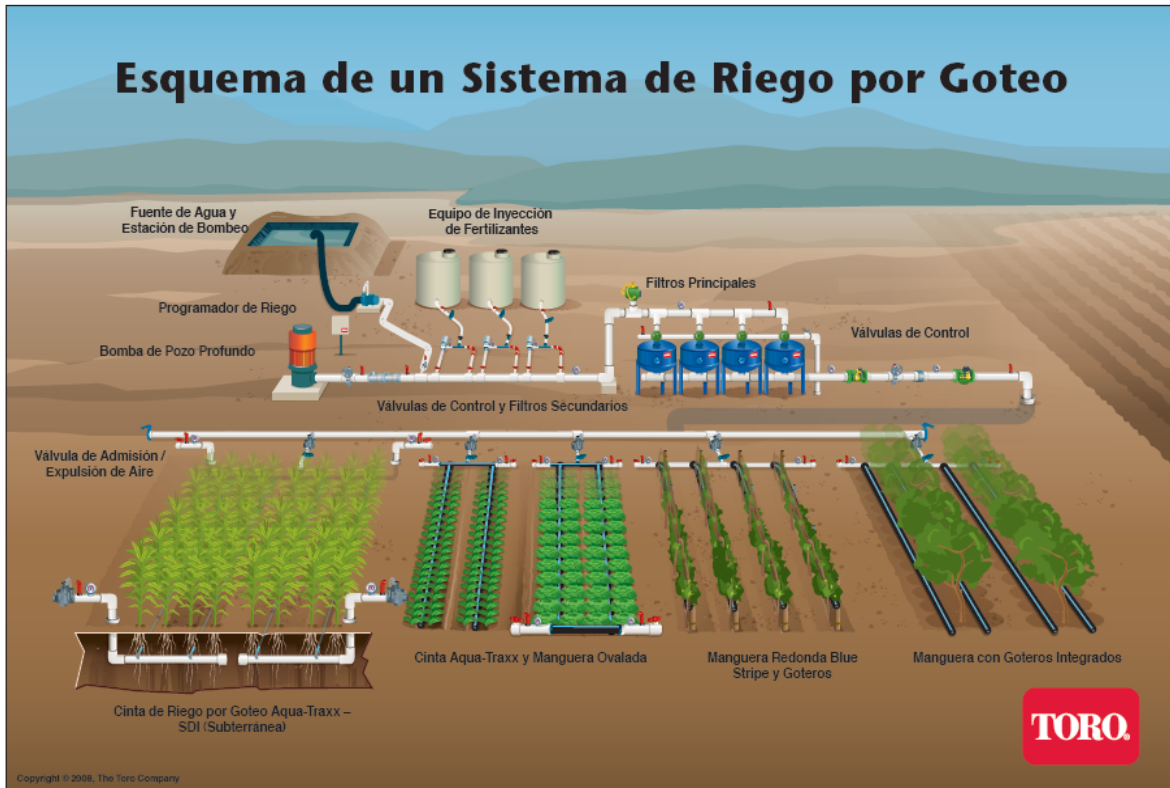 Esquema de un Sistema de Riego por Goteo
Fuente de Agua y
Estación de Bombeo
Equipo de Inyección
de Fertilizantes
Programador de Riego
Filtros Principales
Bomba de Pozo Profundo
Válvulas de Control
Válvulas de Control y Filtros Secundarios
Válvula de Admisión /
Expulsión de Aire
Cinta Aqua-Traxx y Manguera Ovalada
Manguera Redonda Blue
Stripe y Goteros
Manguera con Goteros Integrados
Cinta de Riego por Goteo Aqua-Traxx –
SDI (Subterránea)
TORO.
Copyright © 2008, The Toro Company